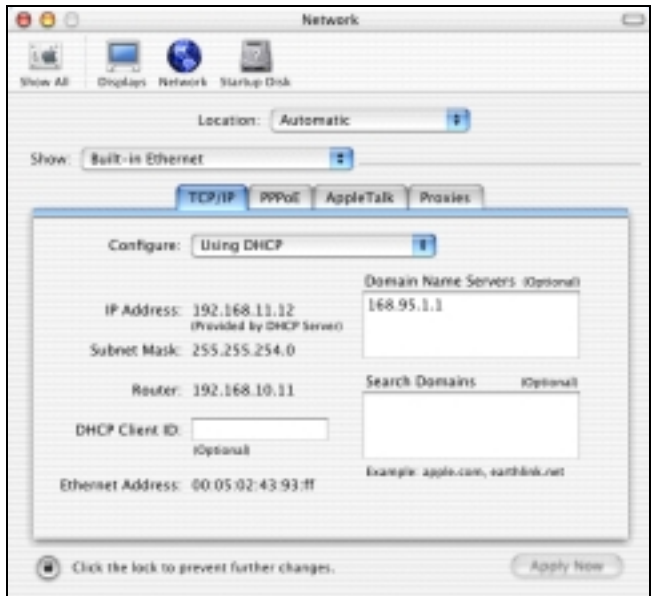 Network
Show All Displays Network Startup Disk
Location: Automatic
Show: Built-in Ethernet
TCP/IP PPPoE AppleTalk Proxies
Configure: Using DHCP
Domain Name Servers (Optional)
168.95.1.1
IP Address: 192.168.11.12
(Provided by DHCP Server)
Subnet Mask: 255.255.254.0
Router: 192.168.10.11
Search Domains (Optional)
DHCP Client ID:
(Optional)
Example: apple.com, earthlink.net
Ethernet Address: 00:05:02:43:93:ff
Click the lock to prevent further changes.
Apply Now